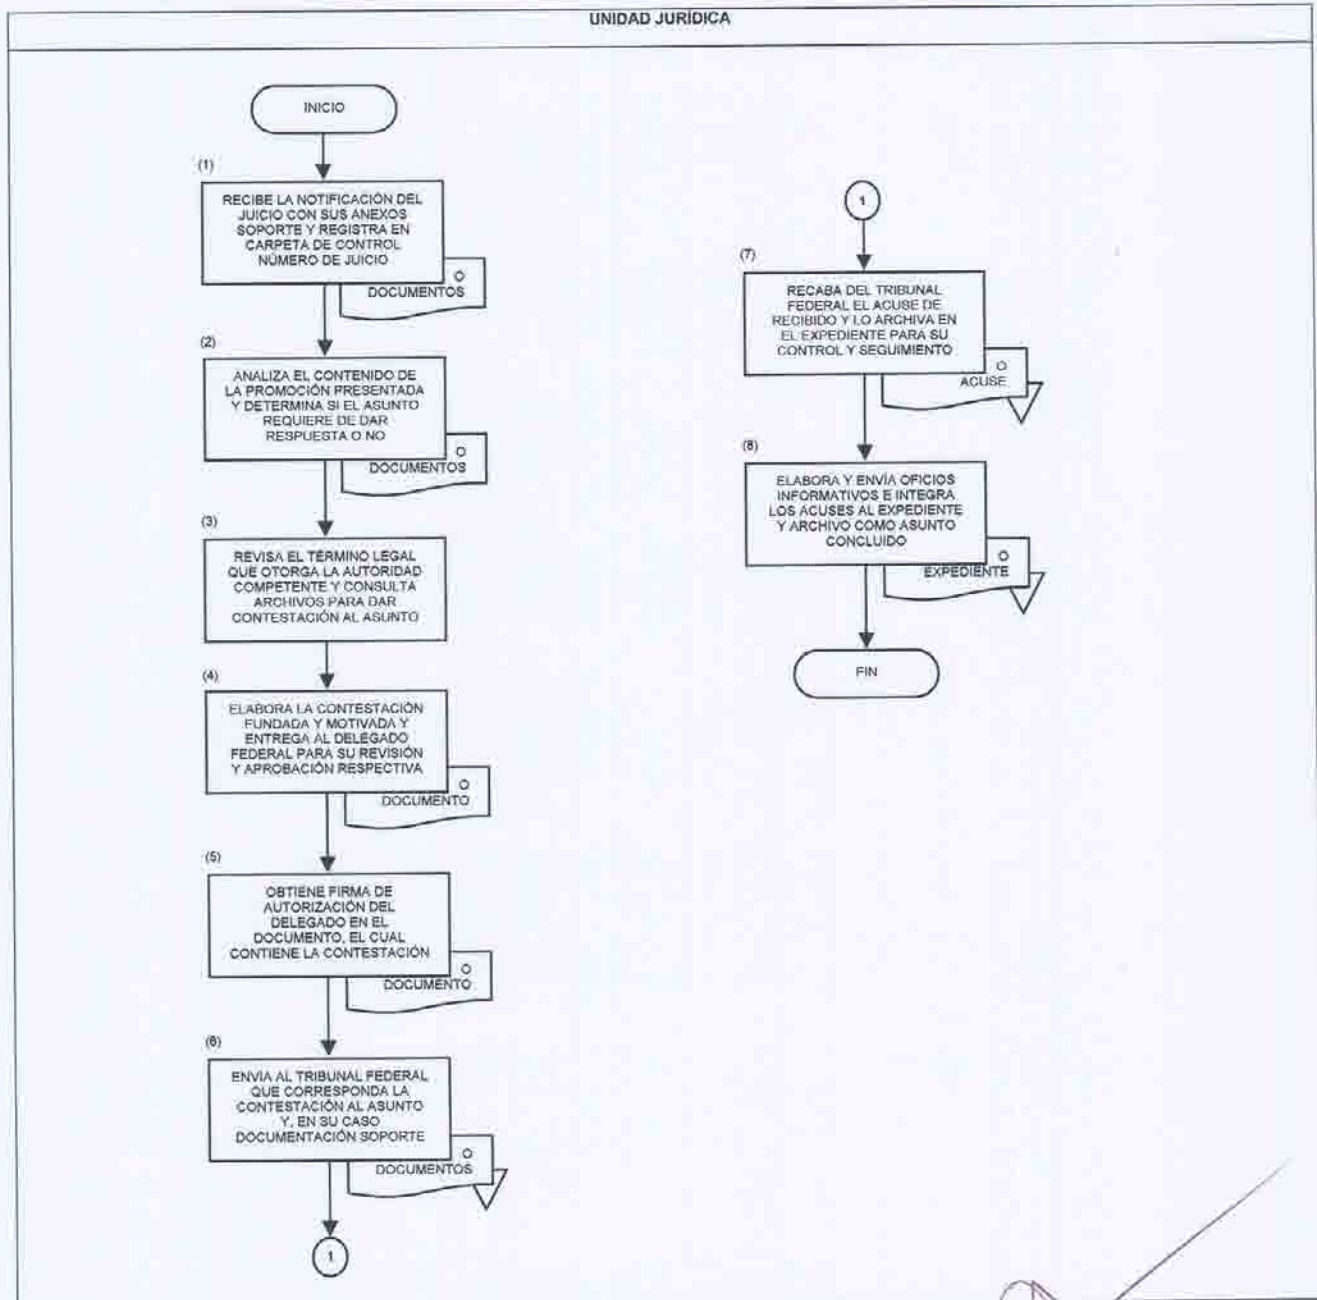 UNIDAD JURÍDICA
INICIO
(1)
RECIBE LA NOTIFICACIÓN DEL
JUICIO CON SUS ANEXOS
SOPORTE Y REGISTRA EN
CARPETA DE CONTROL
NÚMERO DE JUICIO
O
DOCUMENTOS
(2)
ANALIZA EL CONTENIDO DE
LA PROMOCIÓN PRESENTADA
Y DETERMINA SI EL ASUNTO
REQUIERE DE DAR
RESPUESTA O NO
O
DOCUMENTOS
(3)
REVISA EL TÉRMINO LEGAL
QUE OTORGA LA AUTORIDAD
COMPETENTE Y CONSULTA
ARCHIVOS PARA DAR
CONTESTACIÓN AL ASUNTO
(4)
ELABORA LA CONTESTACIÓN
FUNDADA Y MOTIVADA Y
ENTREGA AL DELEGADO
FEDERAL PARA SU REVISIÓN
Y APROBACIÓN RESPECTIVA
O
DOCUMENTO
(5)
OBTIENE FIRMA DE
AUTORIZACIÓN DEL
DELEGADO EN EL
DOCUMENTO, EL CUAL
CONTIENE LA CONTESTACIÓN
O
DOCUMENTO
(6)
ENVIA AL TRIBUNAL FEDERAL
QUE CORRESPONDA LA
CONTESTACIÓN AL ASUNTO
Y, EN SU CASO
DOCUMENTACIÓN SOPORTE
O
DOCUMENTOS
1
1
(7)
RECABA DEL TRIBUNAL
FEDERAL EL ACUSE DE
RECIBIDO Y LO ARCHIVA EN
EL EXPEDIENTE PARA SU
CONTROL Y SEGUIMIENTO
O
ACUSE
(8)
ELABORA Y ENVÍA OFICIOS
INFORMATIVOS E INTEGRA
LOS ACUSES AL EXPEDIENTE
Y ARCHIVO COMO ASUNTO
CONCLUIDO
O
EXPEDIENTE
FIN